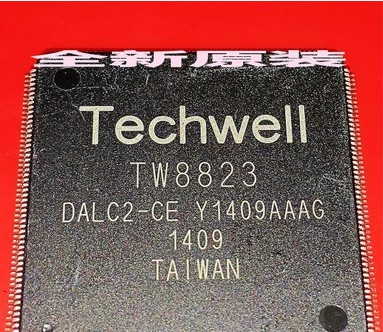 全新原装
Techwell
TW8823
DALC2-CE Y1409AAAG
1409
TAIWAN